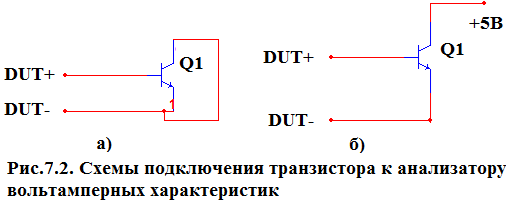 +5В
DUT+
Q1
DUT+
Q1
DUT-
DUT-
а)
б)
Рис.7.2. Схемы подключения транзистора к анализатору
вольтамперных характеристик